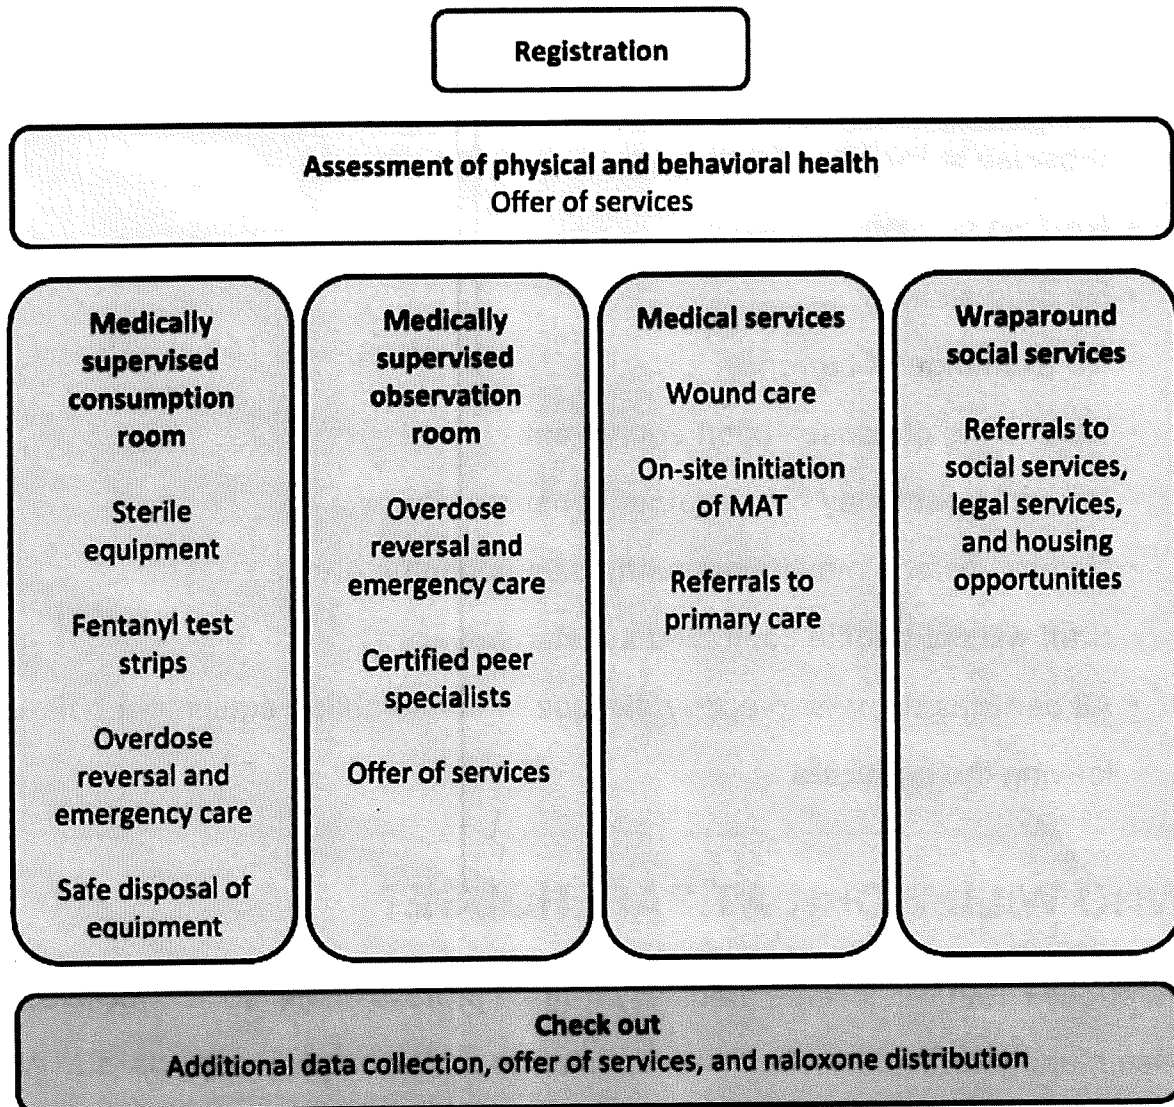 Registration
Assessment of physical and behavioral health
Offer of services
Medically
supervised
consumption
room
Sterile
equipment
Fentanyl test
strips
Overdose
reversal and
emergency care
Safe disposal of
equipment
Medically
supervised
observation
room
Overdose
reversal and
emergency care
Certified peer
specialists
Offer of services
Medical services
Wound care
On-site initiation
of MAT
Referrals to
primary care
Wraparound
social services
Referrals to
social services,
legal services,
and housing
opportunities
Check out
Additional data collection, offer of services, and naloxone distribution